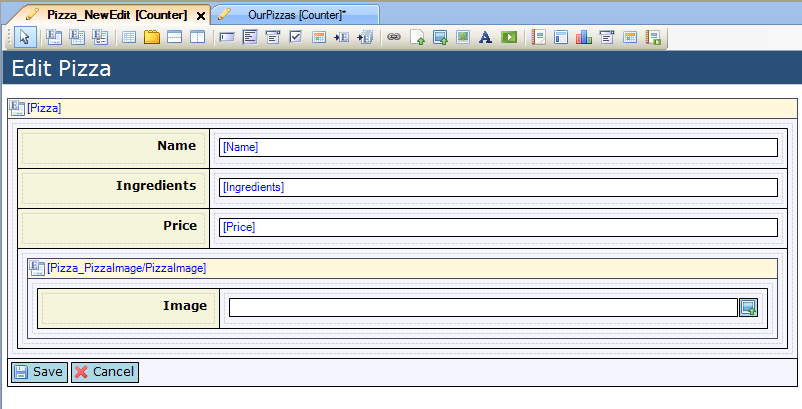 Pizza_NewEdit [Counter] OurPizzas [Counter]*
Edit Pizza
[Pizza]
Name [Name]
Ingredients [Ingredients]
Price [Price]
[Pizza_PizzaImage/PizzaImage]
Image
Save Cancel